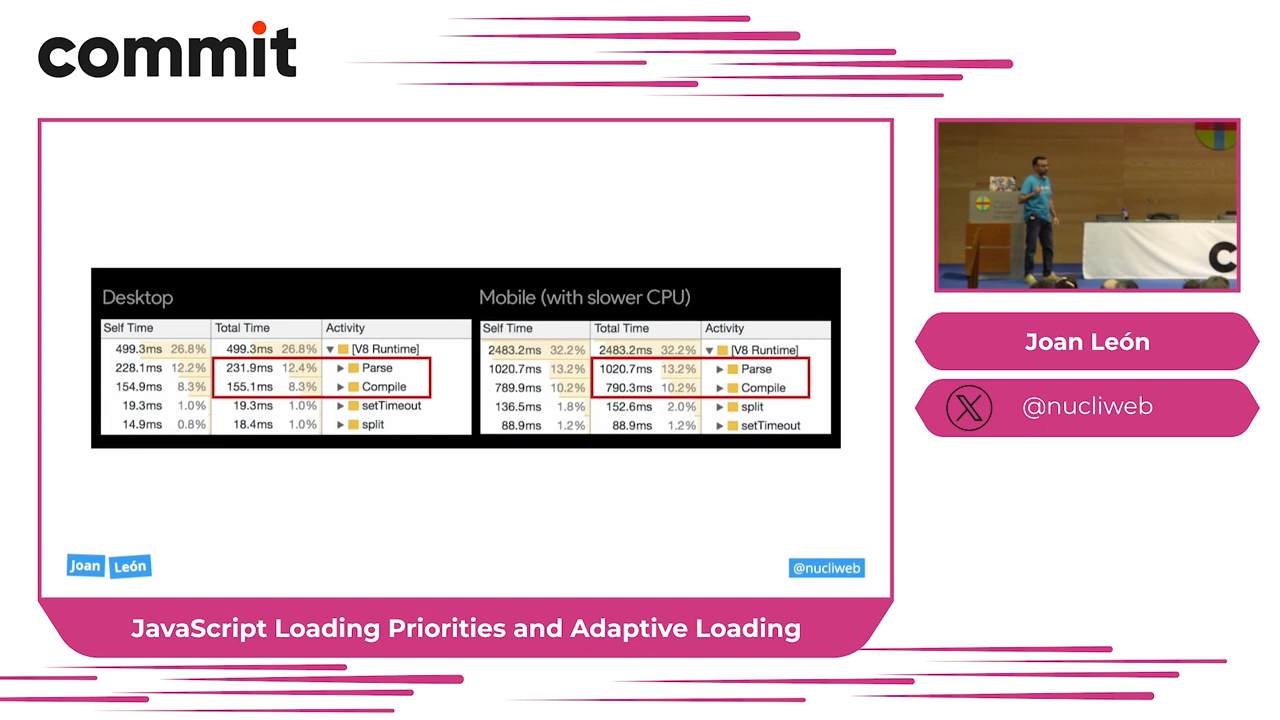 commit
Desktop
Self Time Total Time Activity
499.3ms 26.8% 499.3ms 26.8% [V8 Runtime]
228.1ms 12.2% 231.9ms 12.4% Parse
154.9ms 8.3% 155.1ms 8.3% Compile
19.3ms 1.0% 19.3ms 1.0% setTimeout
14.9ms 0.8% 18.4ms 1.0% split
Mobile (with slower CPU)
Self Time Total Time Activity
2483.2ms 32.2% 2483.2ms 32.2% [V8 Runtime]
1020.7ms 13.2% 1020.7ms 13.2% Parse
789.9ms 10.2% 790.3ms 10.2% Compile
136.5ms 1.8% 152.6ms 2.0% split
88.9ms 1.2% 88.9ms 1.2% setTimeout
Joan León
@nucliweb
JavaScript Loading Priorities and Adaptive Loading
CEU
c
Joan León
@nucliweb